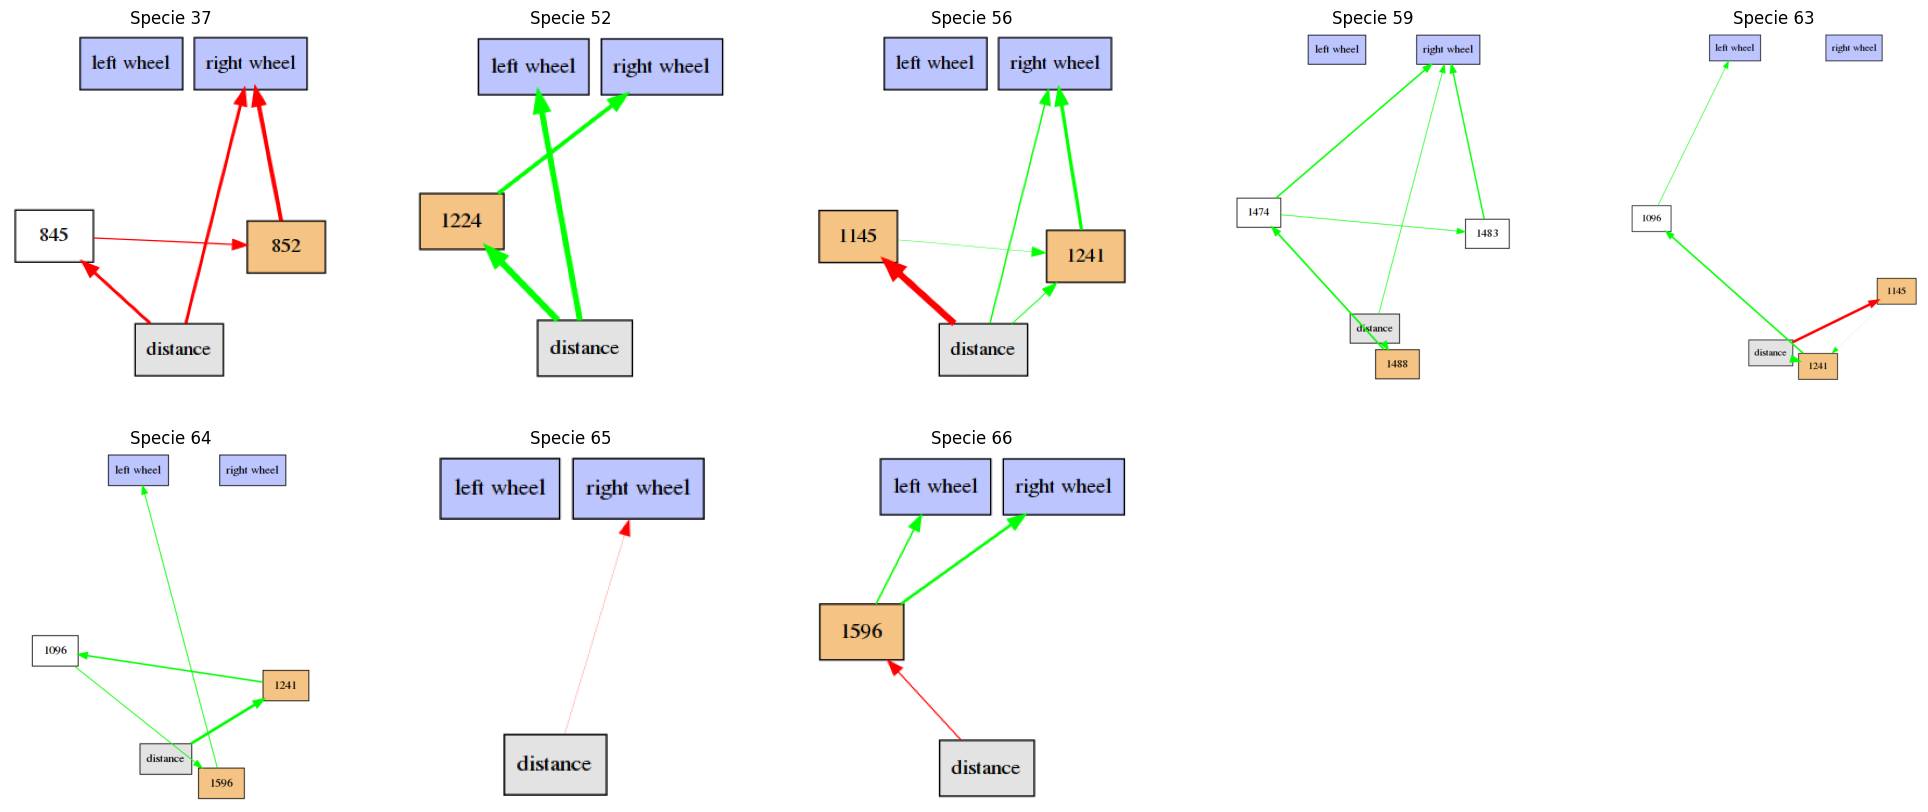 Specie 37
left wheel right wheel
845
852
distance
Specie 52
left wheel
right wheel
1224
distance
Specie 56
left wheel right wheel
1145
1241
distance
Specie 59
left wheel right wheel
1474
1483
distance
1488
Specie 63
left wheel right wheel
1096
1145
distance
1241
Specie 64
left wheel right wheel
1096
1241
distance
1596
Specie 65
left wheel right wheel
distance
Specie 66
left wheel right wheel
1596
distance